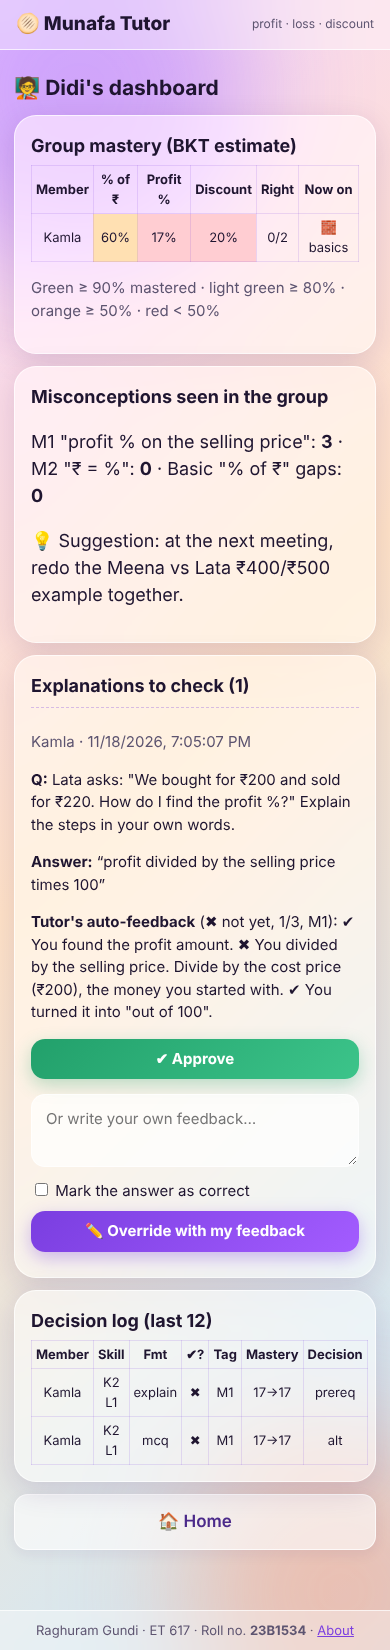 Munafa Tutor
profit · loss · discount
Didi's dashboard
Group mastery (BKT estimate)
Member % of ₹ Profit % Discount Right Now on
Kamla 60% 17% 20% 0/2 🧱 basics
Green ≥ 90% mastered · light green ≥ 80% ·
orange ≥ 50% · red < 50%
Misconceptions seen in the group
M1 "profit % on the selling price": 3 ·
M2 "₹ = %": 0 · Basic "% of ₹" gaps:
0
💡 Suggestion: at the next meeting,
redo the Meena vs Lata ₹400/₹500
example together.
Explanations to check (1)
Kamla · 11/18/2026, 7:05:07 PM
Q: Lata asks: "We bought for ₹200 and sold
for ₹220. How do I find the profit %?" Explain
the steps in your own words.
Answer: “profit divided by the selling price
times 100”
Tutor's auto-feedback (✖ not yet, 1/3, M1): ✔
You found the profit amount. ✖ You divided
by the selling price. Divide by the cost price
(₹200), the money you started with. ✔ You
turned it into "out of 100".
✔ Approve
Or write your own feedback...
Mark the answer as correct
✏️ Override with my feedback
Decision log (last 12)
Member Skill Fmt ✔? Tag Mastery Decision
Kamla K2 L1 explain ✖ M1 17→17 prereq
Kamla K2 L1 mcq ✖ M1 17→17 alt
🏠 Home
Raghuram Gundi · ET 617 · Roll no. 23B1534 · About